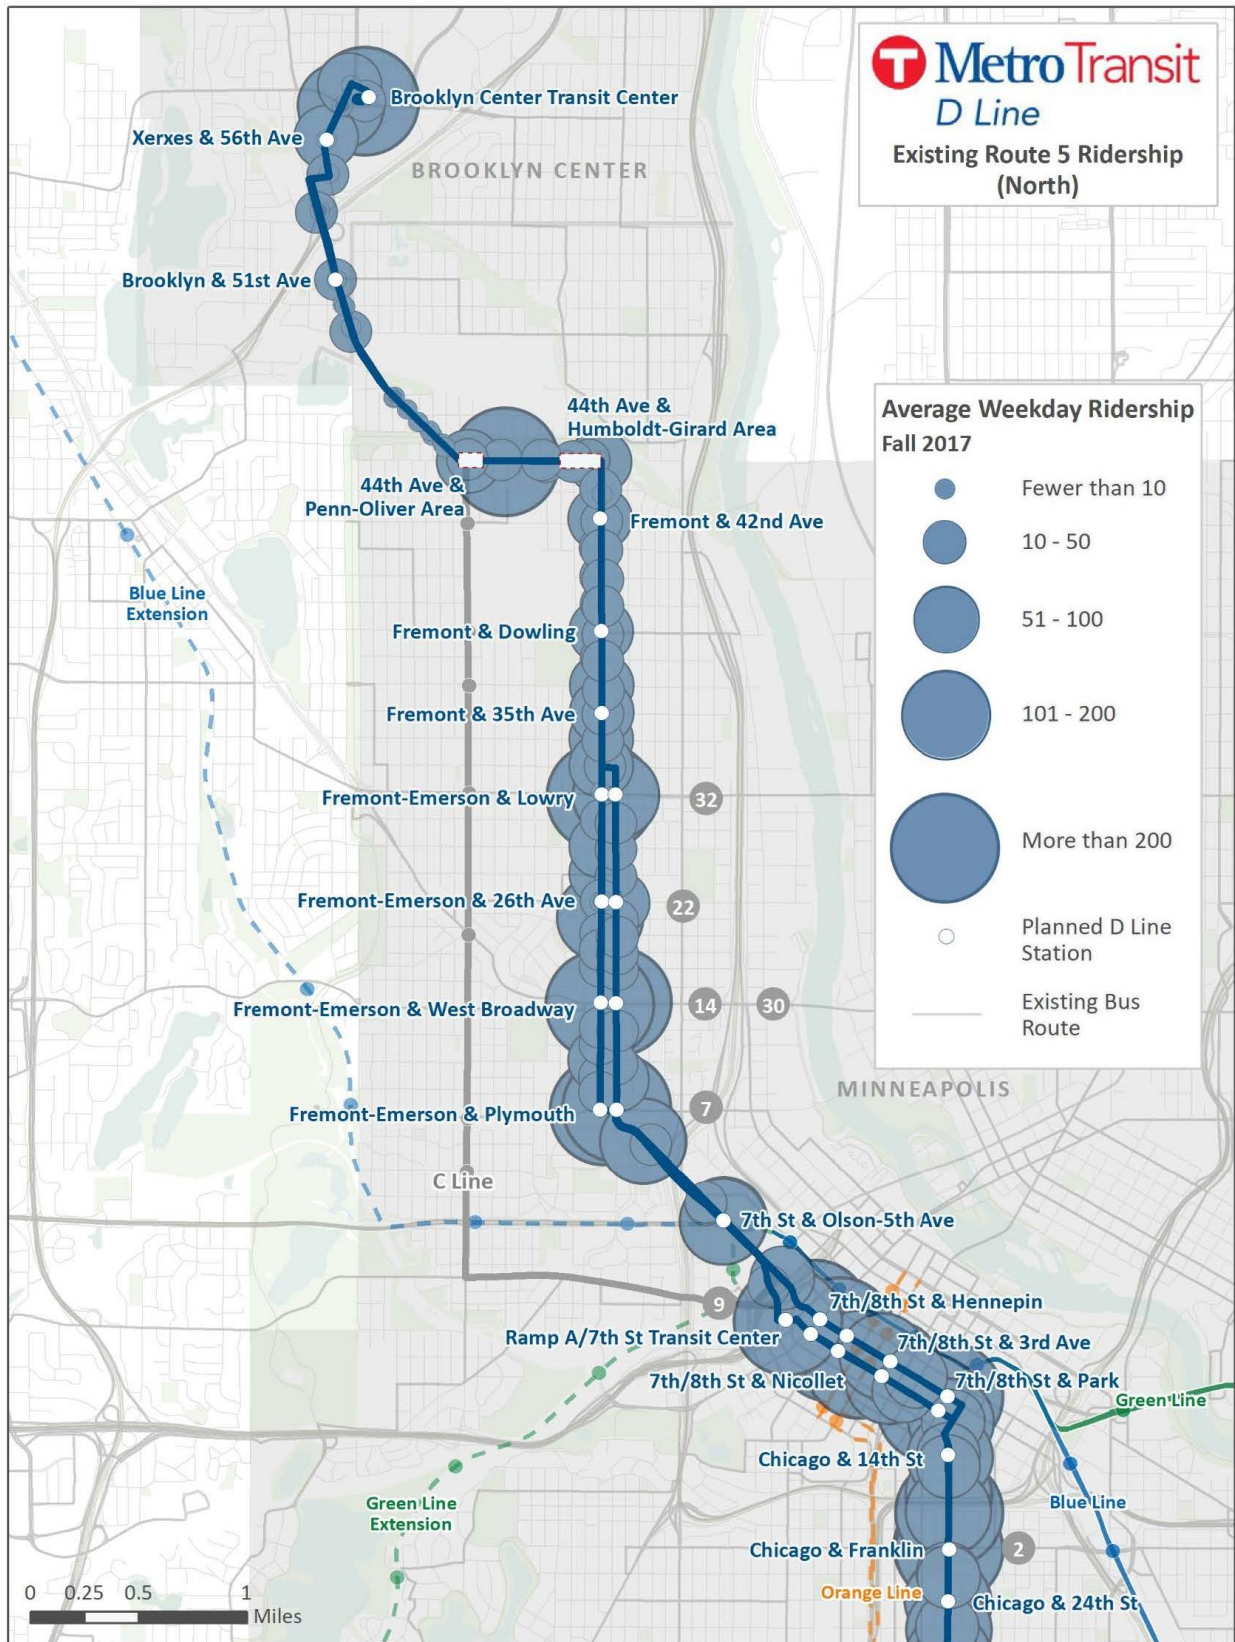 T MetroTransit
D Line
Existing Route 5 Ridership
(North)
Brooklyn Center Transit Center
Xerxes & 56th Ave
BROOKLYN CENTER
Brooklyn & 51st Ave
44th Ave &
Humboldt-Girard Area
44th Ave &
Penn-Oliver Area
Fremont & 42nd Ave
Average Weekday Ridership
Fall 2017
Fewer than 10
10 - 50
51 - 100
101 - 200
More than 200
Planned D Line
Station
Existing Bus
Route
Blue Line
Extension
Fremont & Dowling
Fremont & 35th Ave
Fremont-Emerson & Lowry
32
Fremont-Emerson & 26th Ave
22
Fremont-Emerson & West Broadway
14
30
MINNEAPOLIS
Fremont-Emerson & Plymouth
7
C Line
7th St & Olson-5th Ave
9
7th/8th St & Hennepin
Ramp A/7th St Transit Center
7th/8th St & 3rd Ave
7th/8th St & Nicollet
7th/8th St & Park
Green Line
Chicago & 14th St
Green Line
Extension
Blue Line
Chicago & Franklin
2
Orange Line
Chicago & 24th St
0 0.25 0.5 1
Miles